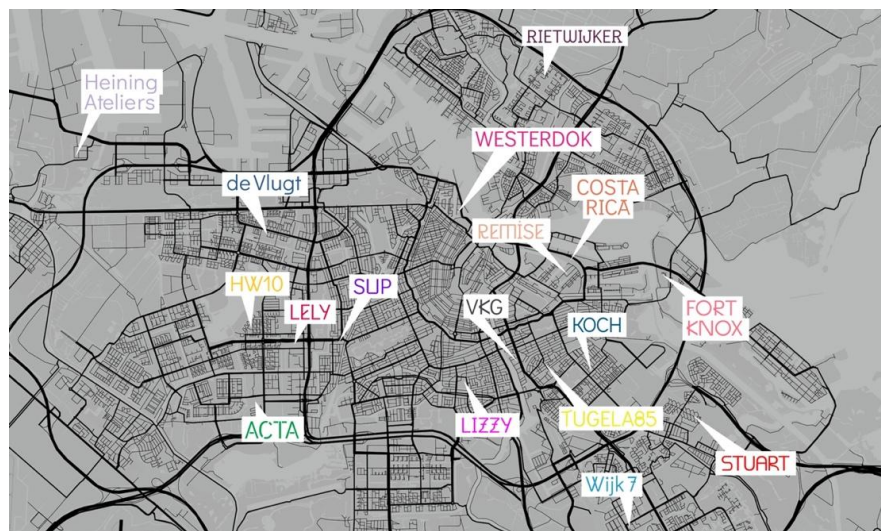 RIETWIJKER
Heining
Ateliers
WESTERDOK
de Vlugt
COSTA
RICA
REMISE
HW10
SLIP
LELY
VKG
FORT
KNOX
KOCH
ACTA
LIZZY
TUGELA85
STUART
Wijk 7